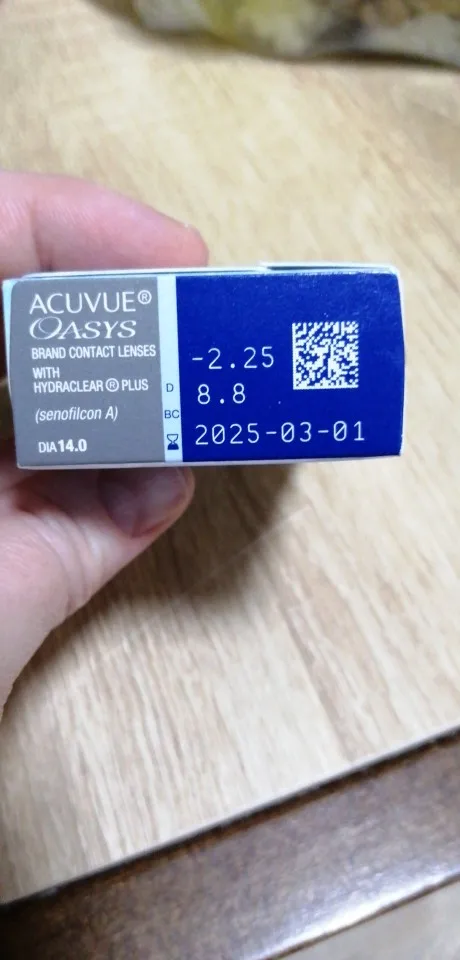 ACUVUE®
OASYS
BRAND CONTACT LENSES
WITH
HYDRACLEAR® PLUS
(senofilcon A)
DIA 14.0
D -2.25
BC 8.8
2025-03-01